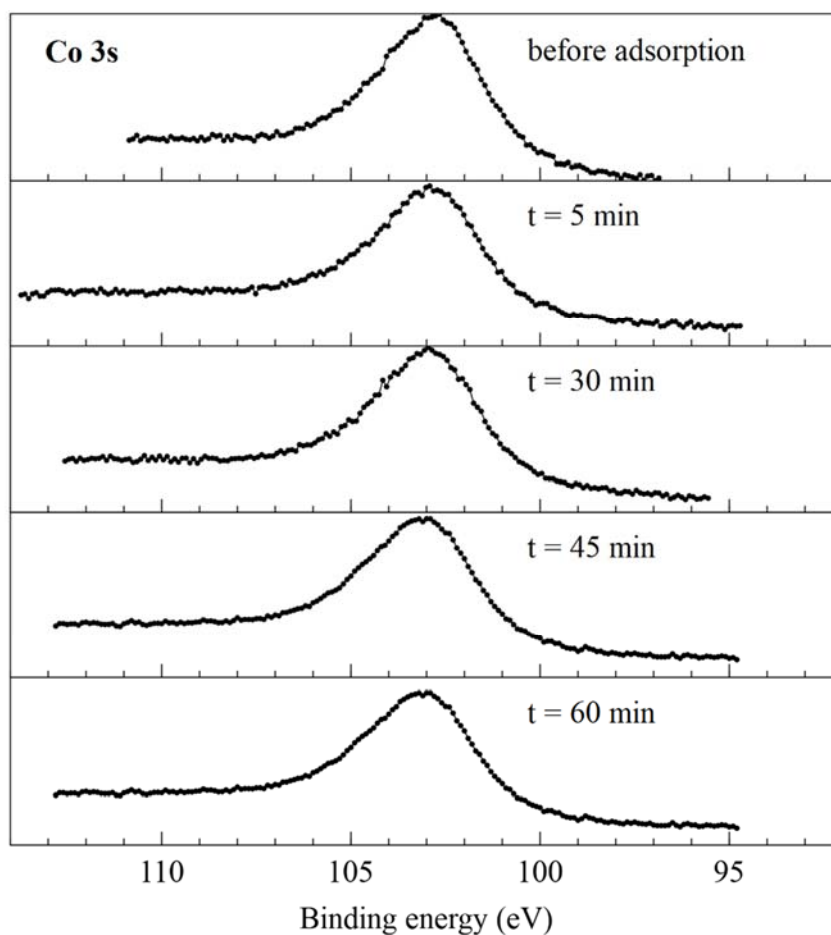 Co 3s
before adsorption
t = 5 min
t = 30 min
t = 45 min
t = 60 min
110 105 100 95
Binding energy (eV)